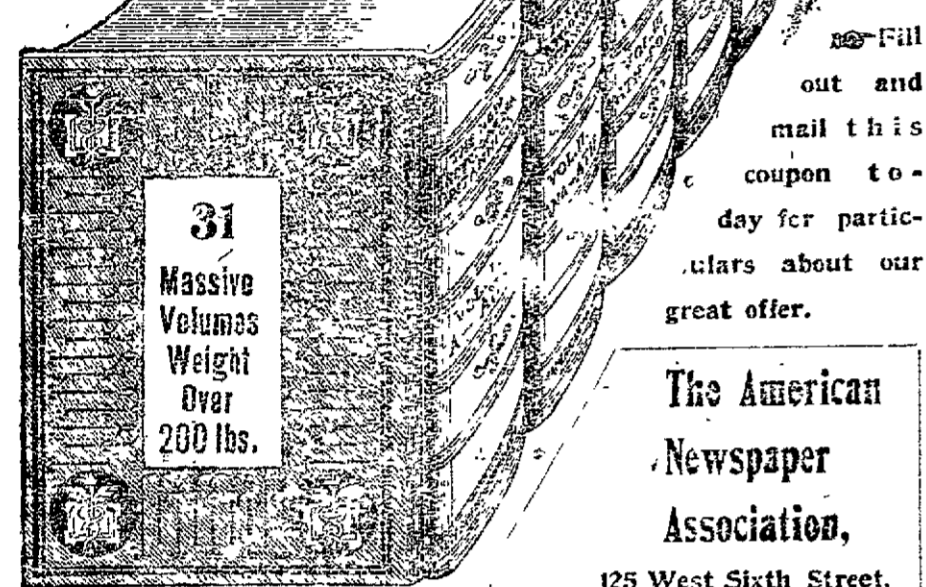 31
Massive
Volumes
Weight
Over
200 lbs.
☞Fill
out and
mail this
coupon to-
day for partic-
ulars about our
great offer.
The American
Newspaper
Association,
125 West Sixth Street,